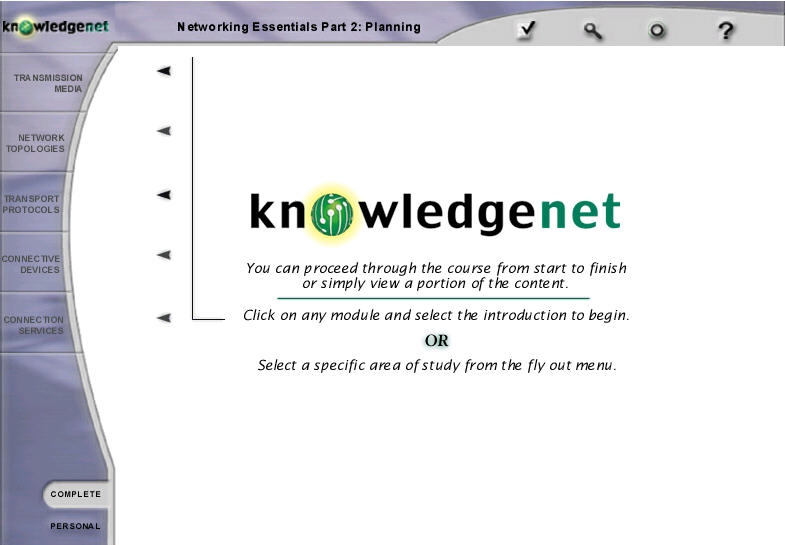 knowledgenet
Networking Essentials Part 2: Planning
?
TRANSMISSION
MEDIA
NETWORK
TOPOLOGIES
TRANSPORT
PROTOCOLS
CONNECTIVE
DEVICES
CONNECTION
SERVICES
knowledgenet
You can proceed through the course from start to finish
or simply view a portion of the content.
Click on any module and select the introduction to begin.
OR
Select a specific area of study from the fly out menu.
COMPLETE
PERSONAL